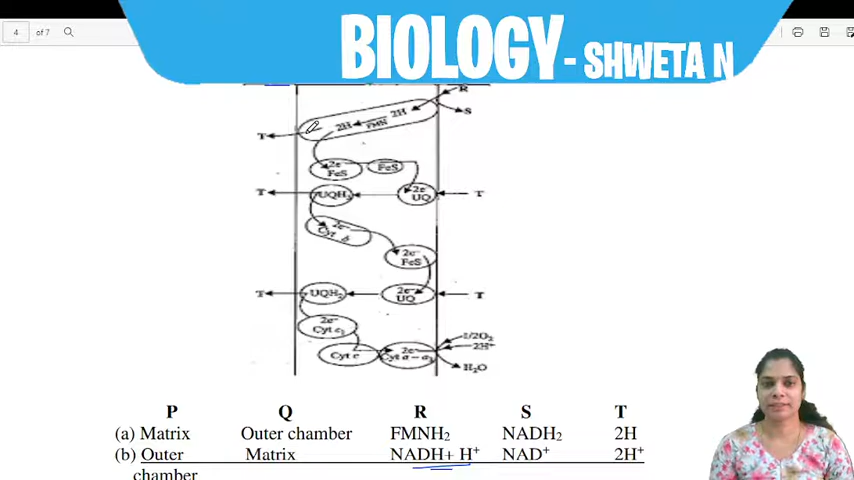 4 of 7
BIOLOGY- SHWETA N
R
2H 2H
FMN
S
T
2e⁻
FeS
FeS
T UQH₂ 2e⁻
UQ T
2e⁻
Cyt b
2e⁻
FeS
T UQH₂ 2e⁻
UQ T
2e⁻
Cyt c₁
1/2O₂
2H⁺
Cyt c 2e⁻
Cyt a – a₃
H₂O
P Q R S T
(a) Matrix Outer chamber FMNH₂ NADH₂ 2H
(b) Outer Matrix NADH+ H⁺ NAD⁺ 2H⁺
chamber